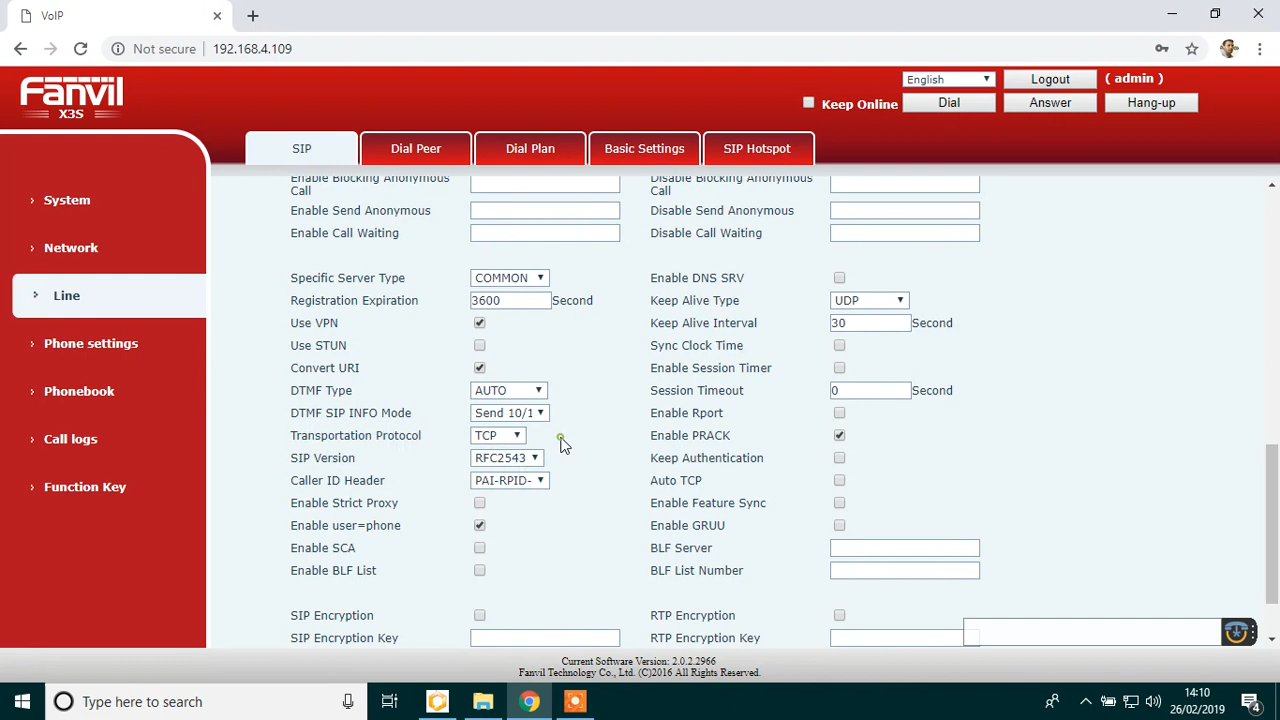 VoIP
Not secure 192.168.4.109
Fanvil
X3S
English Logout ( admin )
Keep Online Dial Answer Hang-up
SIP Dial Peer Dial Plan Basic Settings SIP Hotspot
System
Network
Line
Phone settings
Phonebook
Call logs
Function Key
Enable Blocking Anonymous Call Disable Blocking Anonymous Call
Enable Send Anonymous Disable Send Anonymous
Enable Call Waiting Disable Call Waiting
Specific Server Type COMMON Enable DNS SRV
Registration Expiration 3600 Second Keep Alive Type UDP
Use VPN Keep Alive Interval 30 Second
Use STUN Sync Clock Time
Convert URI Enable Session Timer
DTMF Type AUTO Session Timeout 0 Second
DTMF SIP INFO Mode Send 10/1 Enable Rport
Transportation Protocol TCP Enable PRACK
SIP Version RFC2543 Keep Authentication
Caller ID Header PAI-RPID- Auto TCP
Enable Strict Proxy Enable Feature Sync
Enable user=phone Enable GRUU
Enable SCA BLF Server
Enable BLF List BLF List Number
SIP Encryption RTP Encryption
SIP Encryption Key RTP Encryption Key
Current Software Version: 2.0.2.2966
Fanvil Technology Co., Ltd. (C)2016 All Rights Reserved.
Type here to search
14:10
26/02/2019
4